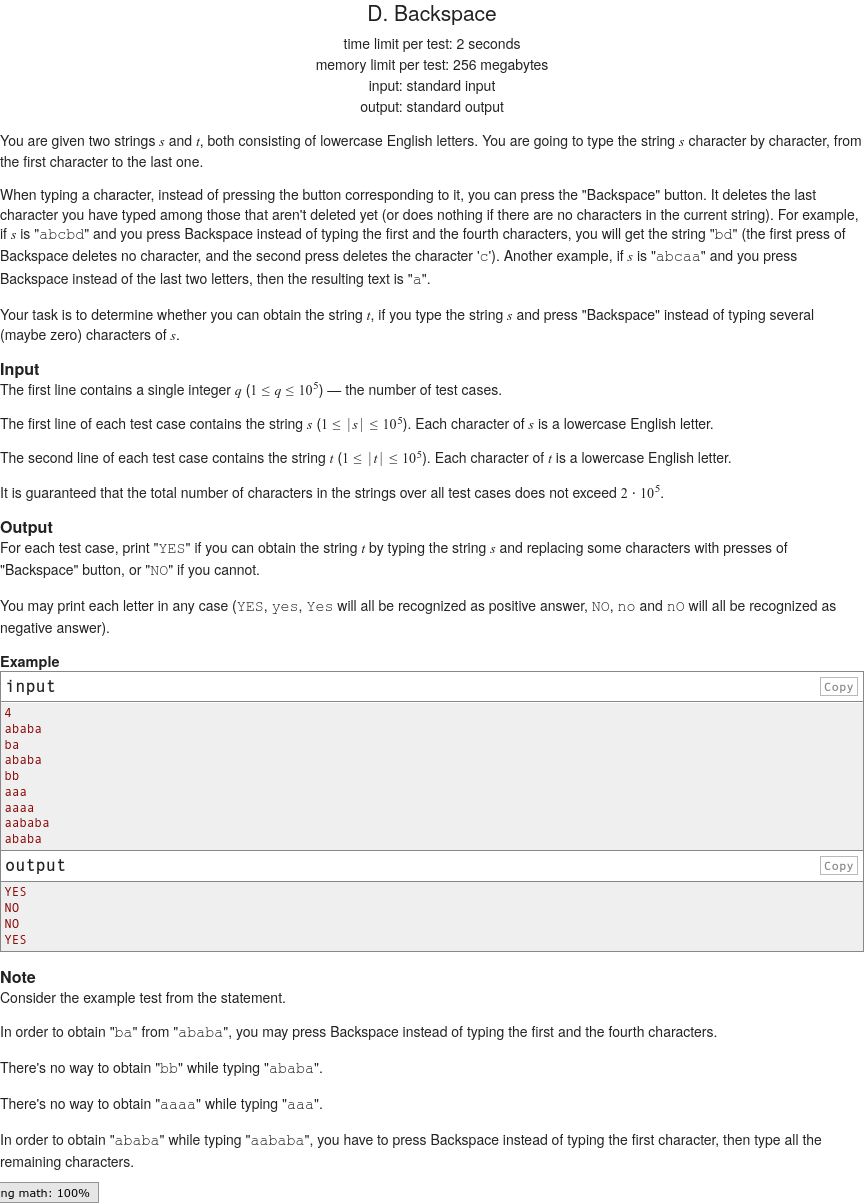 D. Backspace
time limit per test: 2 seconds
memory limit per test: 256 megabytes
input: standard input
output: standard output
You are given two strings s and t, both consisting of lowercase English letters. You are going to type the string s character by character, from
the first character to the last one.
When typing a character, instead of pressing the button corresponding to it, you can press the "Backspace" button. It deletes the last
character you have typed among those that aren't deleted yet (or does nothing if there are no characters in the current string). For example,
if s is "abcbd" and you press Backspace instead of typing the first and the fourth characters, you will get the string "bd" (the first press of
Backspace deletes no character, and the second press deletes the character 'c'). Another example, if s is "abcaa" and you press
Backspace instead of the last two letters, then the resulting text is "a".
Your task is to determine whether you can obtain the string t, if you type the string s and press "Backspace" instead of typing several
(maybe zero) characters of s.
Input
The first line contains a single integer q (1 ≤ q ≤ 10⁵) — the number of test cases.
The first line of each test case contains the string s (1 ≤ |s| ≤ 10⁵). Each character of s is a lowercase English letter.
The second line of each test case contains the string t (1 ≤ |t| ≤ 10⁵). Each character of t is a lowercase English letter.
It is guaranteed that the total number of characters in the strings over all test cases does not exceed 2 · 10⁵.
Output
For each test case, print "YES" if you can obtain the string t by typing the string s and replacing some characters with presses of
"Backspace" button, or "NO" if you cannot.
You may print each letter in any case (YES, yes, Yes will all be recognized as positive answer, NO, no and nO will all be recognized as
negative answer).
Example
input Copy
4
ababa
ba
ababa
bb
aaa
aaaa
aababa
ababa
output Copy
YES
NO
NO
YES
Note
Consider the example test from the statement.
In order to obtain "ba" from "ababa", you may press Backspace instead of typing the first and the fourth characters.
There's no way to obtain "bb" while typing "ababa".
There's no way to obtain "aaaa" while typing "aaa".
In order to obtain "ababa" while typing "aababa", you have to press Backspace instead of typing the first character, then type all the
remaining characters.
ng math: 100%